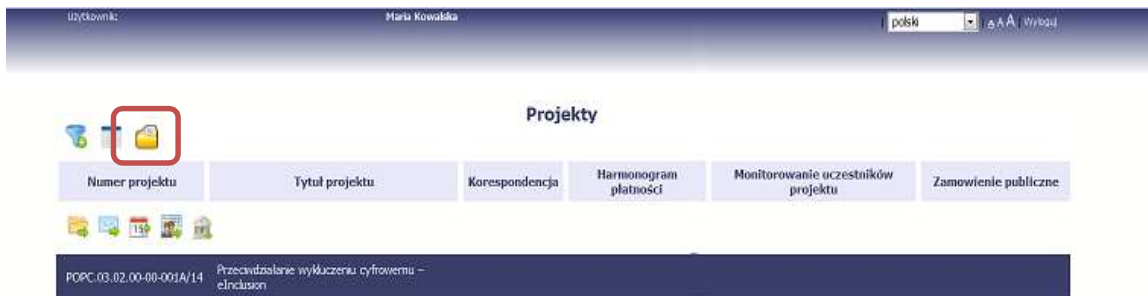 Użytkownik: Maria Kowalska | polski | A A A | Wyloguj
Projekty
Numer projektu Tytuł projektu Korespondencja Harmonogram płatności Monitorowanie uczestników projektu Zamowienie publiczne
15
POPC.03.02.00-00-001A/14 Przeciwdziałanie wykluczeniu cyfrowemu –
eInclusion